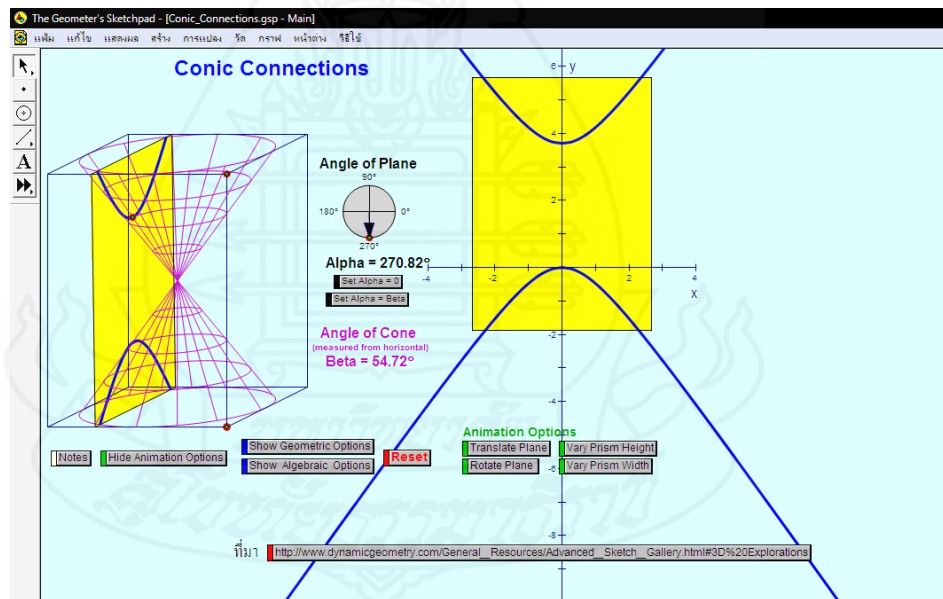 The Geometer's Sketchpad - [Conic_Connections.gsp - Main]
แฟ้ม แก้ไข แสดงผล สร้าง การแปลง วัด กราฟ หน้าต่าง วิธีใช้
Conic Connections
Angle of Plane
90°
180° 0°
270°
Alpha = 270.82º
Set Alpha = 0
Set Alpha = Beta
Angle of Cone
(measured from horizontal)
Beta = 54.72º
6 y
4
2
-4 -2 2 4
x
-2
-4
-6
-8
Notes
Hide Animation Options
Show Geometric Options
Show Algebraic Options
Reset
Animation Options
Translate Plane
Vary Prism Height
Rotate Plane
Vary Prism Width
ที่มา http://www.dynamicgeometry.com/General_Resources/Advanced_Sketch_Gallery.html#3D%20Explorations